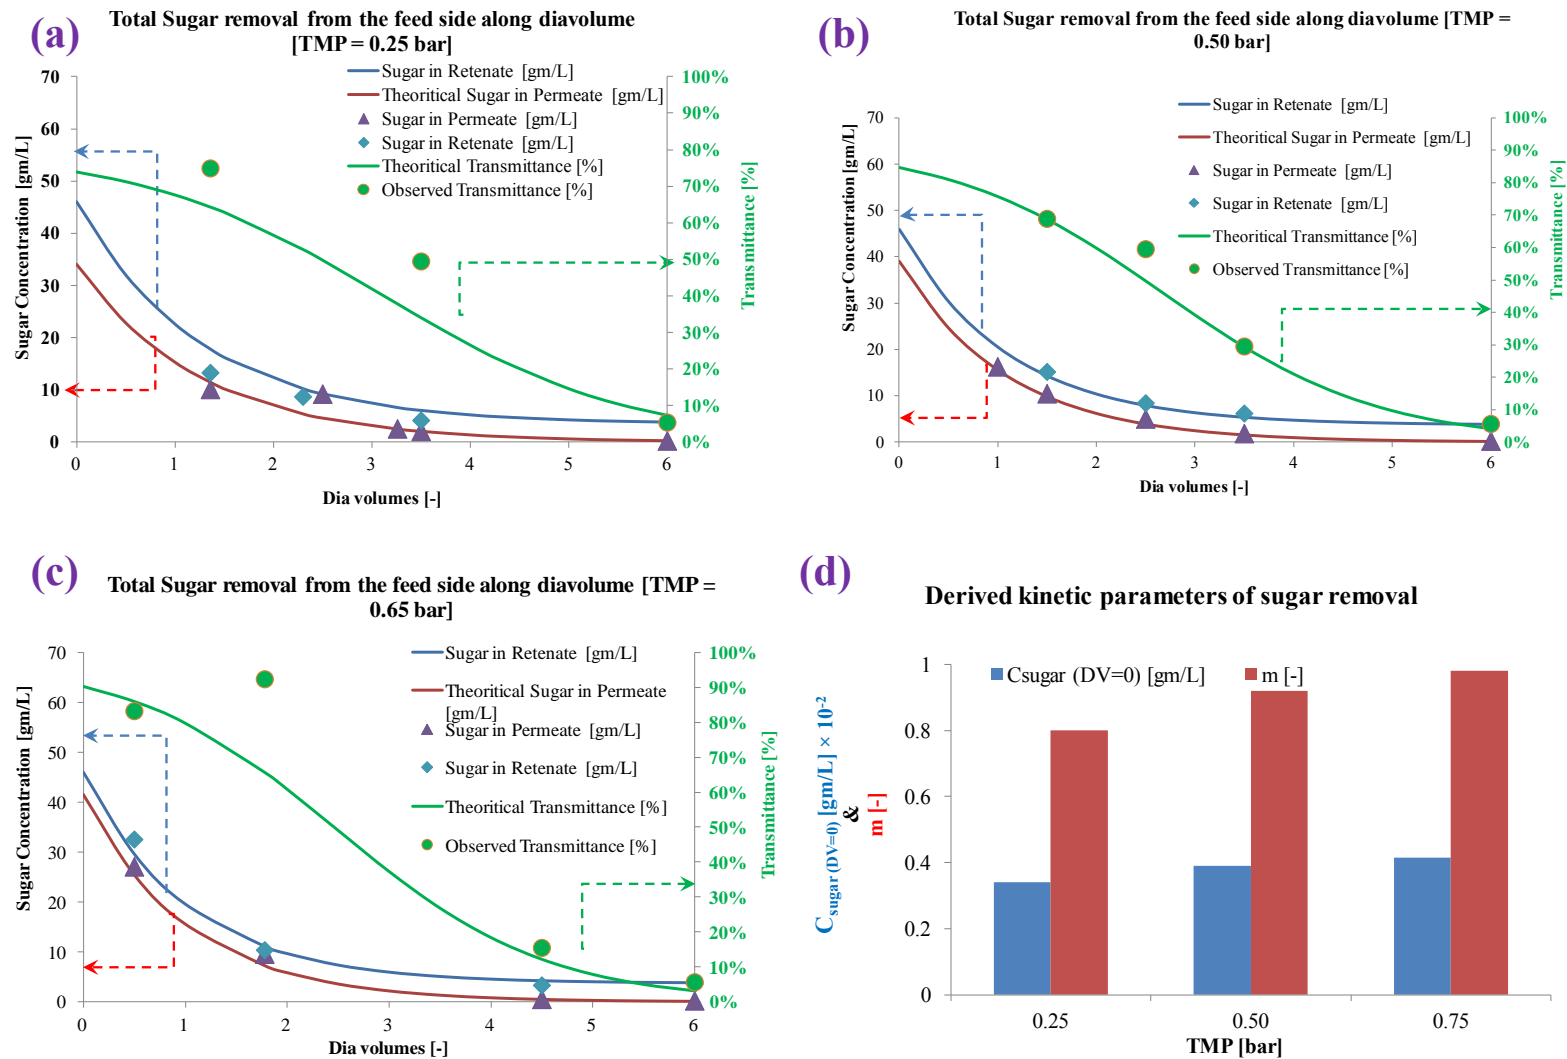 (a)
Total Sugar removal from the feed side along diavolume
[TMP = 0.25 bar]
Sugar in Retenate [gm/L]
Theoritical Sugar in Permeate [gm/L]
Sugar in Permeate [gm/L]
Sugar in Retenate [gm/L]
Theoritical Transmittance [%]
Observed Transmittance [%]
Sugar Concentration [gm/L]
70
60
50
40
30
20
10
0
100%
90%
80%
70%
60%
50%
40%
30%
20%
10%
0%
Transmittance [%]
0 1 2 3 4 5 6
Dia volumes [-]
(b)
Total Sugar removal from the feed side along diavolume [TMP =
0.50 bar]
Sugar in Retenate [gm/L]
Theoritical Sugar in Permeate [gm/L]
Sugar in Permeate [gm/L]
Sugar in Retenate [gm/L]
Theoritical Transmittance [%]
Observed Transmittance [%]
Sugar Concentration [gm/L]
70
60
50
40
30
20
10
0
100%
90%
80%
70%
60%
50%
40%
30%
20%
10%
0%
Transmittance [%]
0 1 2 3 4 5 6
Dia volumes [-]
(c)
Total Sugar removal from the feed side along diavolume [TMP =
0.65 bar]
Sugar in Retenate [gm/L]
Theoritical Sugar in Permeate
[gm/L]
Sugar in Permeate [gm/L]
Sugar in Retenate [gm/L]
Theoritical Transmittance [%]
Observed Transmittance [%]
Sugar Concentration [gm/L]
70
60
50
40
30
20
10
0
100%
90%
80%
70%
60%
50%
40%
30%
20%
10%
0%
Transmittance [%]
0 1 2 3 4 5 6
Dia volumes [-]
(d)
Derived kinetic parameters of sugar removal
Csugar (DV=0) [gm/L] m [-]
C sugar (DV=0) [gm/L] × 10-2
&
m [-]
1
0.8
0.6
0.4
0.2
0
0.25 0.50 0.75
TMP [bar]